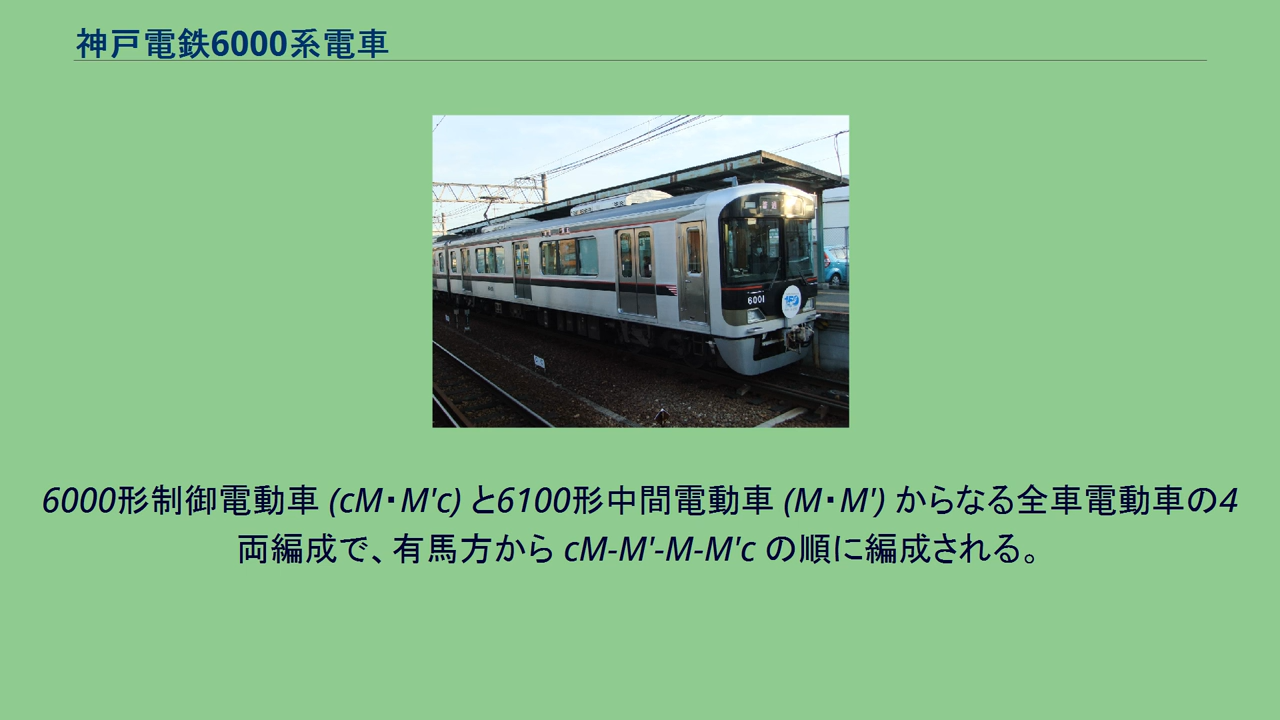 神戸電鉄6000系電車
6001
6000形制御電動車 (cM・M'c) と6100形中間電動車 (M・M') からなる全車電動車の4
両編成で、有馬方から cM-M'-M-M'c の順に編成される。